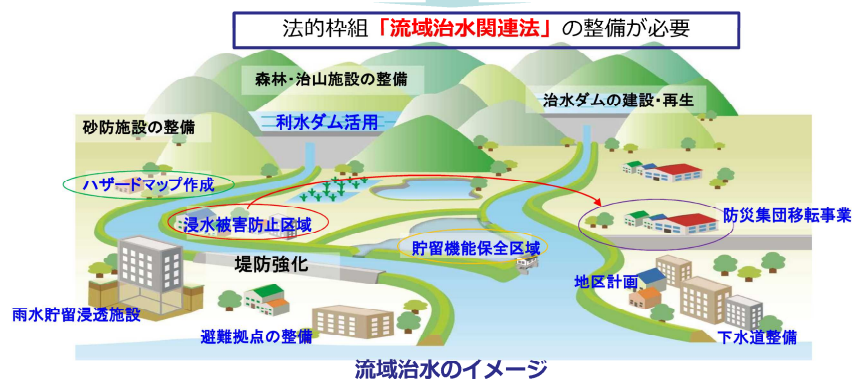 法的枠組「流域治水関連法」の整備が必要
森林・治山施設の整備
治水ダムの建設・再生
砂防施設の整備
利水ダム活用
ハザードマップ作成
浸水被害防止区域
防災集団移転事業
貯留機能保全区域
堤防強化
地区計画
雨水貯留浸透施設
避難拠点の整備
下水道整備
流域治水のイメージ